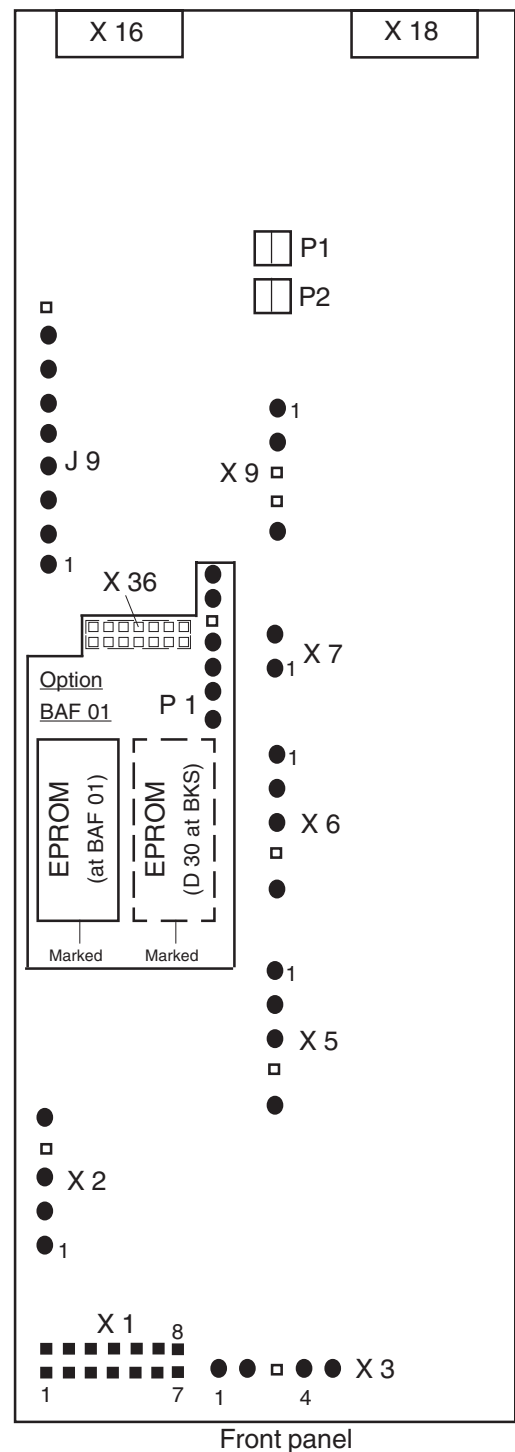 X 16
X 18
P1
P2
1
J 9
X 9
1
X 36
X 7
1
Option
BAF 01
P 1
1
EPROM
(at BAF 01)
EPROM
(D 30 at BKS)
X 6
Marked
Marked
1
X 5
X 2
1
X 1
8
X 3
1
7
1
4
Front panel